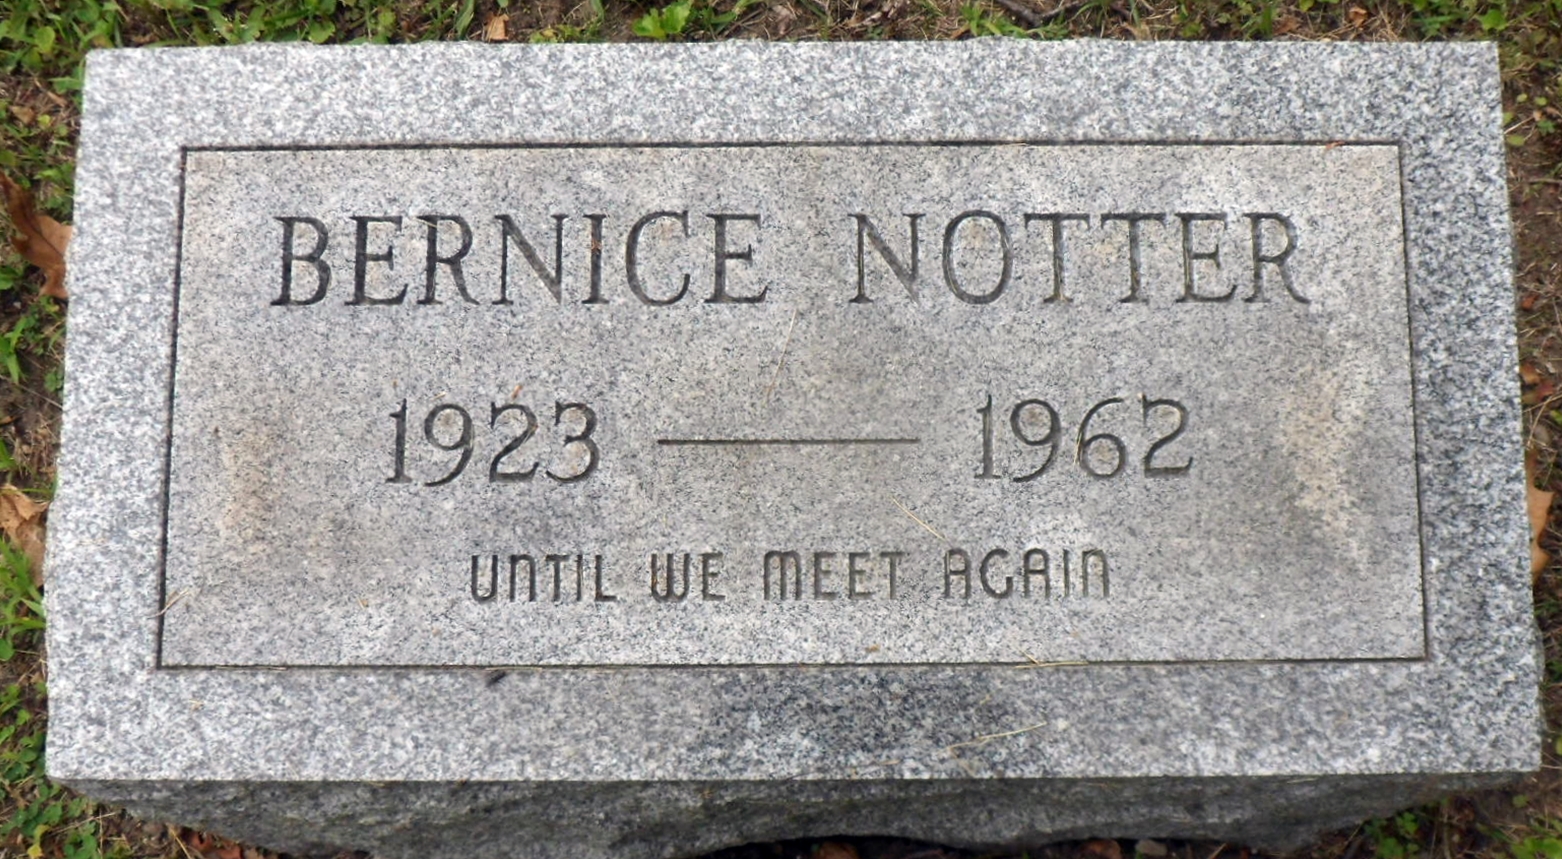 BERNICE NOTTER
1923 — 1962
UNTIL WE MEET AGAIN